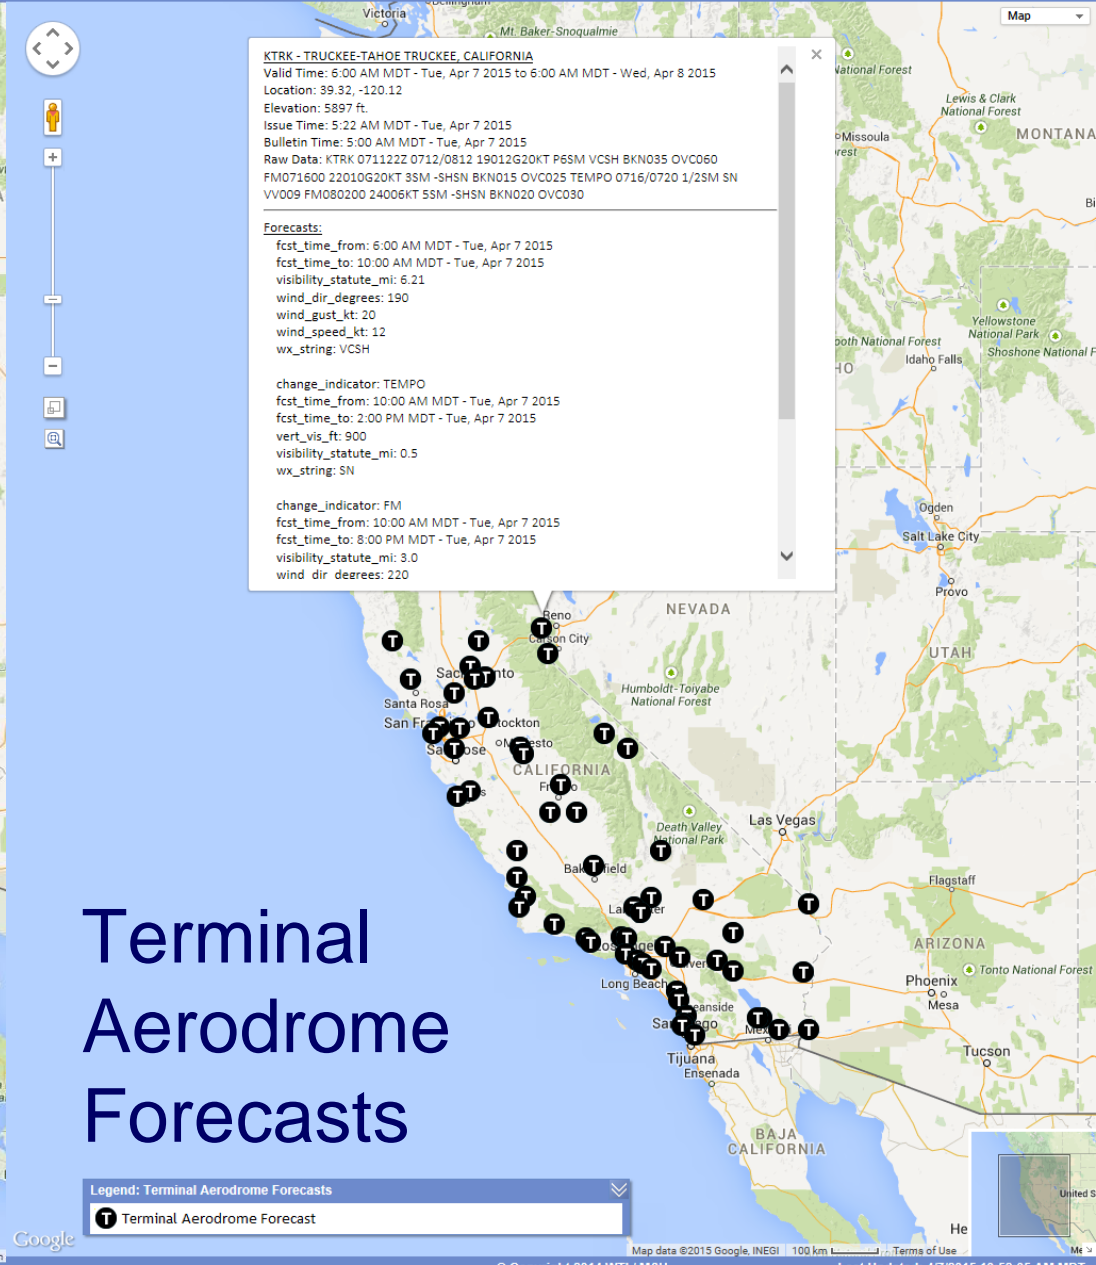 Victoria
Bellingham
Mt. Baker-Snoqualmie
Map
KTRK - TRUCKEE-TAHOE TRUCKEE, CALIFORNIA
Valid Time: 6:00 AM MDT - Tue, Apr 7 2015 to 6:00 AM MDT - Wed, Apr 8 2015
Location: 39.32, -120.12
Elevation: 5897 ft.
Issue Time: 5:22 AM MDT - Tue, Apr 7 2015
Bulletin Time: 5:00 AM MDT - Tue, Apr 7 2015
Raw Data: KTRK 071122Z 0712/0812 19012G20KT P6SM VCSH BKN035 OVC060
FM071600 22010G20KT 3SM -SHSN BKN015 OVC025 TEMPO 0716/0720 1/2SM SN
VV009 FM080200 24006KT 5SM -SHSN BKN020 OVC030
Forecasts:
fcst_time_from: 6:00 AM MDT - Tue, Apr 7 2015
fcst_time_to: 10:00 AM MDT - Tue, Apr 7 2015
visibility_statute_mi: 6.21
wind_dir_degrees: 190
wind_gust_kt: 20
wind_speed_kt: 12
wx_string: VCSH
change_indicator: TEMPO
fcst_time_from: 10:00 AM MDT - Tue, Apr 7 2015
fcst_time_to: 2:00 PM MDT - Tue, Apr 7 2015
vert_vis_ft: 900
visibility_statute_mi: 0.5
wx_string: SN
change_indicator: FM
fcst_time_from: 10:00 AM MDT - Tue, Apr 7 2015
fcst_time_to: 8:00 PM MDT - Tue, Apr 7 2015
visibility_statute_mi: 3.0
wind_dir_degrees: 220
National Forest
Lewis & Clark
National Forest
Missoula
MONTANA
Bi
Yellowstone
National Park
Shoshone National F
ooth National Forest
Idaho Falls
HO
Ogden
Salt Lake City
Provo
NEVADA
UTAH
Reno
Carson City
Humboldt-Toiyabe
National Forest
Santa Rosa
Stockton
CALIFORNIA
Death Valley
National Park
Las Vegas
Flagstaff
ARIZONA
Tonto National Forest
Phoenix
Mesa
Long Beach
Tucson
Tijuana
Ensenada
BAJA
CALIFORNIA
He
United S
Me
Terminal
Aerodrome
Forecasts
Legend: Terminal Aerodrome Forecasts
T Terminal Aerodrome Forecast
Google
Map data ©2015 Google, INEGI
100 km
Terms of Use